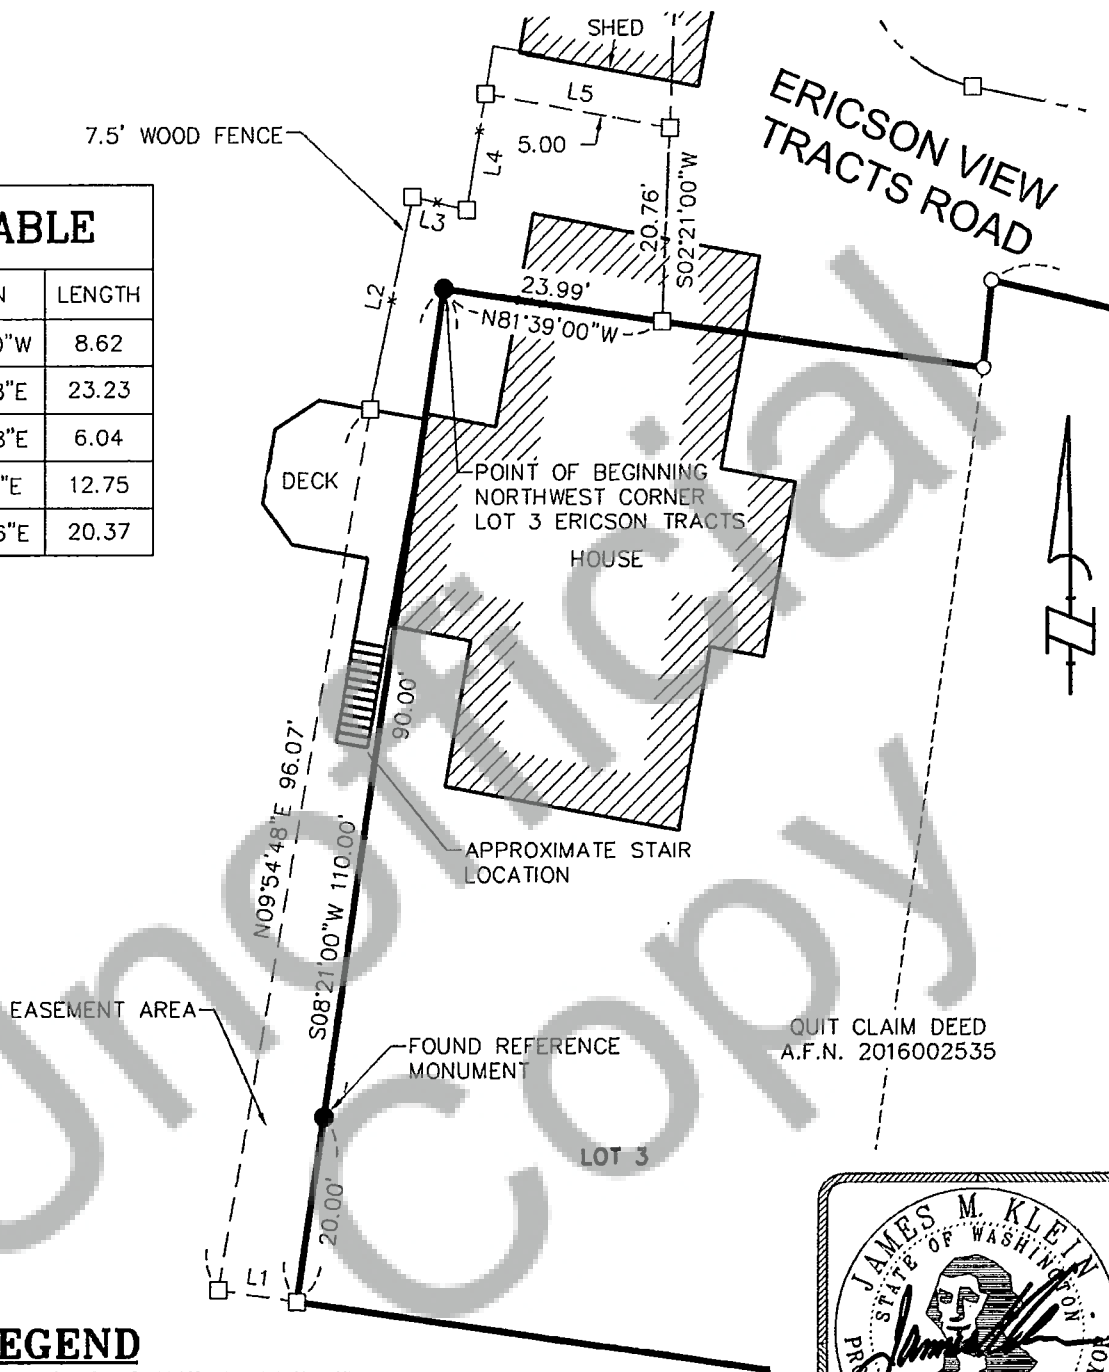 SHED
L5
5.00
7.5' WOOD FENCE
L4
L3
L2
ERICSON VIEW
TRACTS ROAD
20.76'
S02°21'00"W
23.99'
N81°39'00"W
ABLE
N LENGTH
"W 8.62
"E 23.23
"E 6.04
"E 12.75
"E 20.37
DECK
POINT OF BEGINNING
NORTHWEST CORNER
LOT 3 ERICSON TRACTS
HOUSE
90.00'
N09°54'48"E 96.07'
S08°21'00"W 110.00'
APPROXIMATE STAIR
LOCATION
EASEMENT AREA
FOUND REFERENCE
MONUMENT
QUIT CLAIM DEED
A.F.N. 2016002535
LOT 3
20.00'
L1
EGEND
JAMES M. KLEIN
STATE OF WASHINGTON
Unofficial
Copy